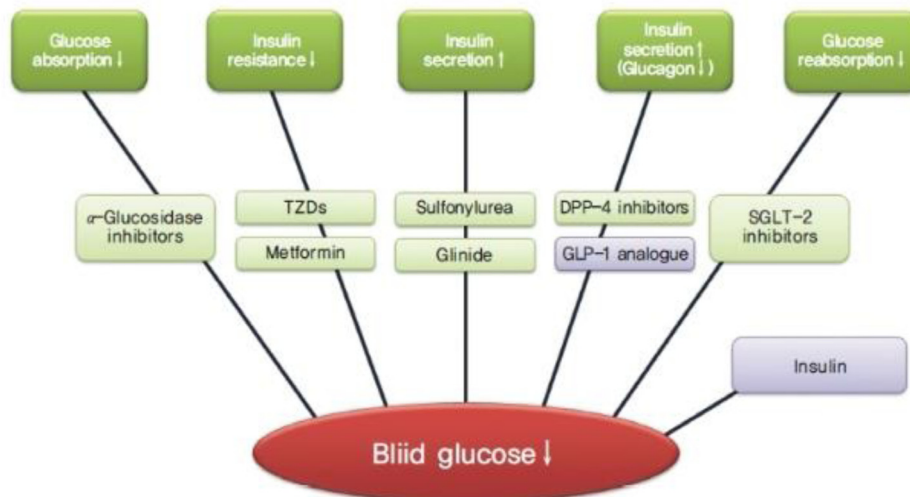 Glucose
absorption↓
Insulin
resistance↓
Insulin
secretion↑
Insulin
secretion↑
(Glucagon↓)
Glucose
reabsorption↓
α-Glucosidase
inhibitors
TZDs
Metformin
Sulfonylurea
Glinide
DPP-4 inhibitors
GLP-1 analogue
SGLT-2
inhibitors
Insulin
Bliid glucose↓